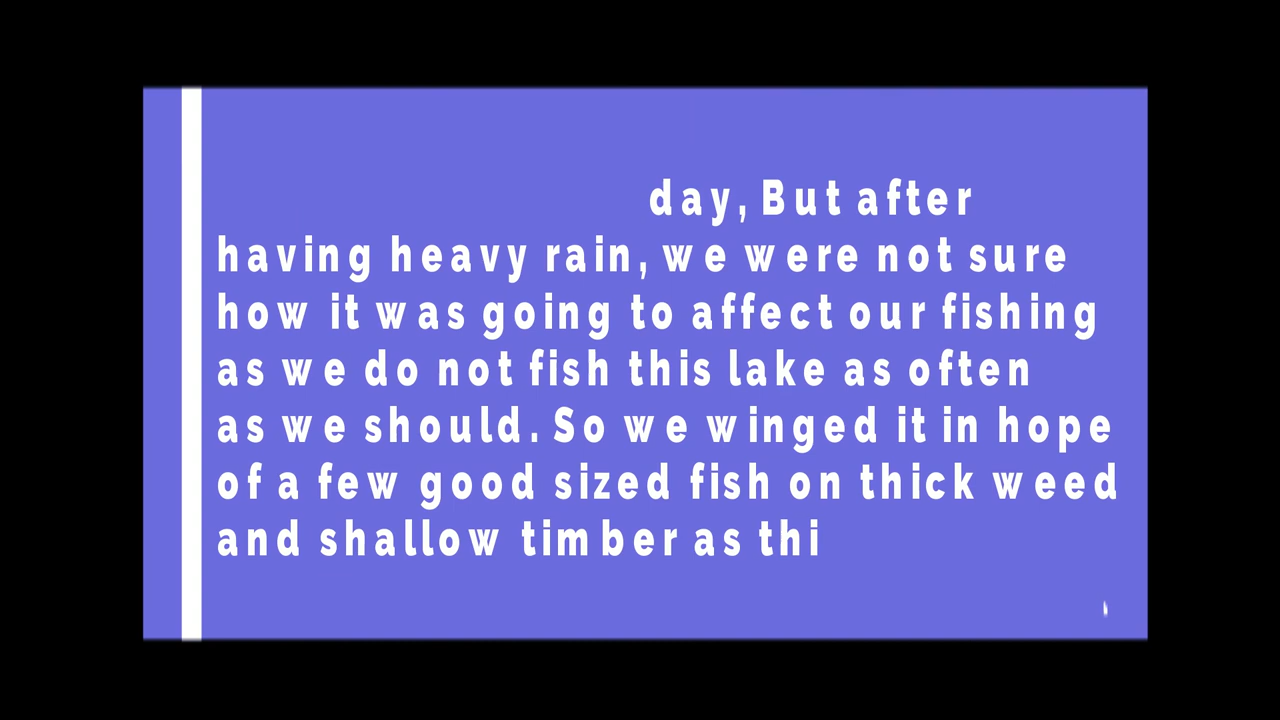 day, But after
having heavy rain, we were not sure
how it was going to affect our fishing
as we do not fish this lake as often
as we should. So we winged it in hope
of a few good sized fish on thick weed
and shallow timber as thi